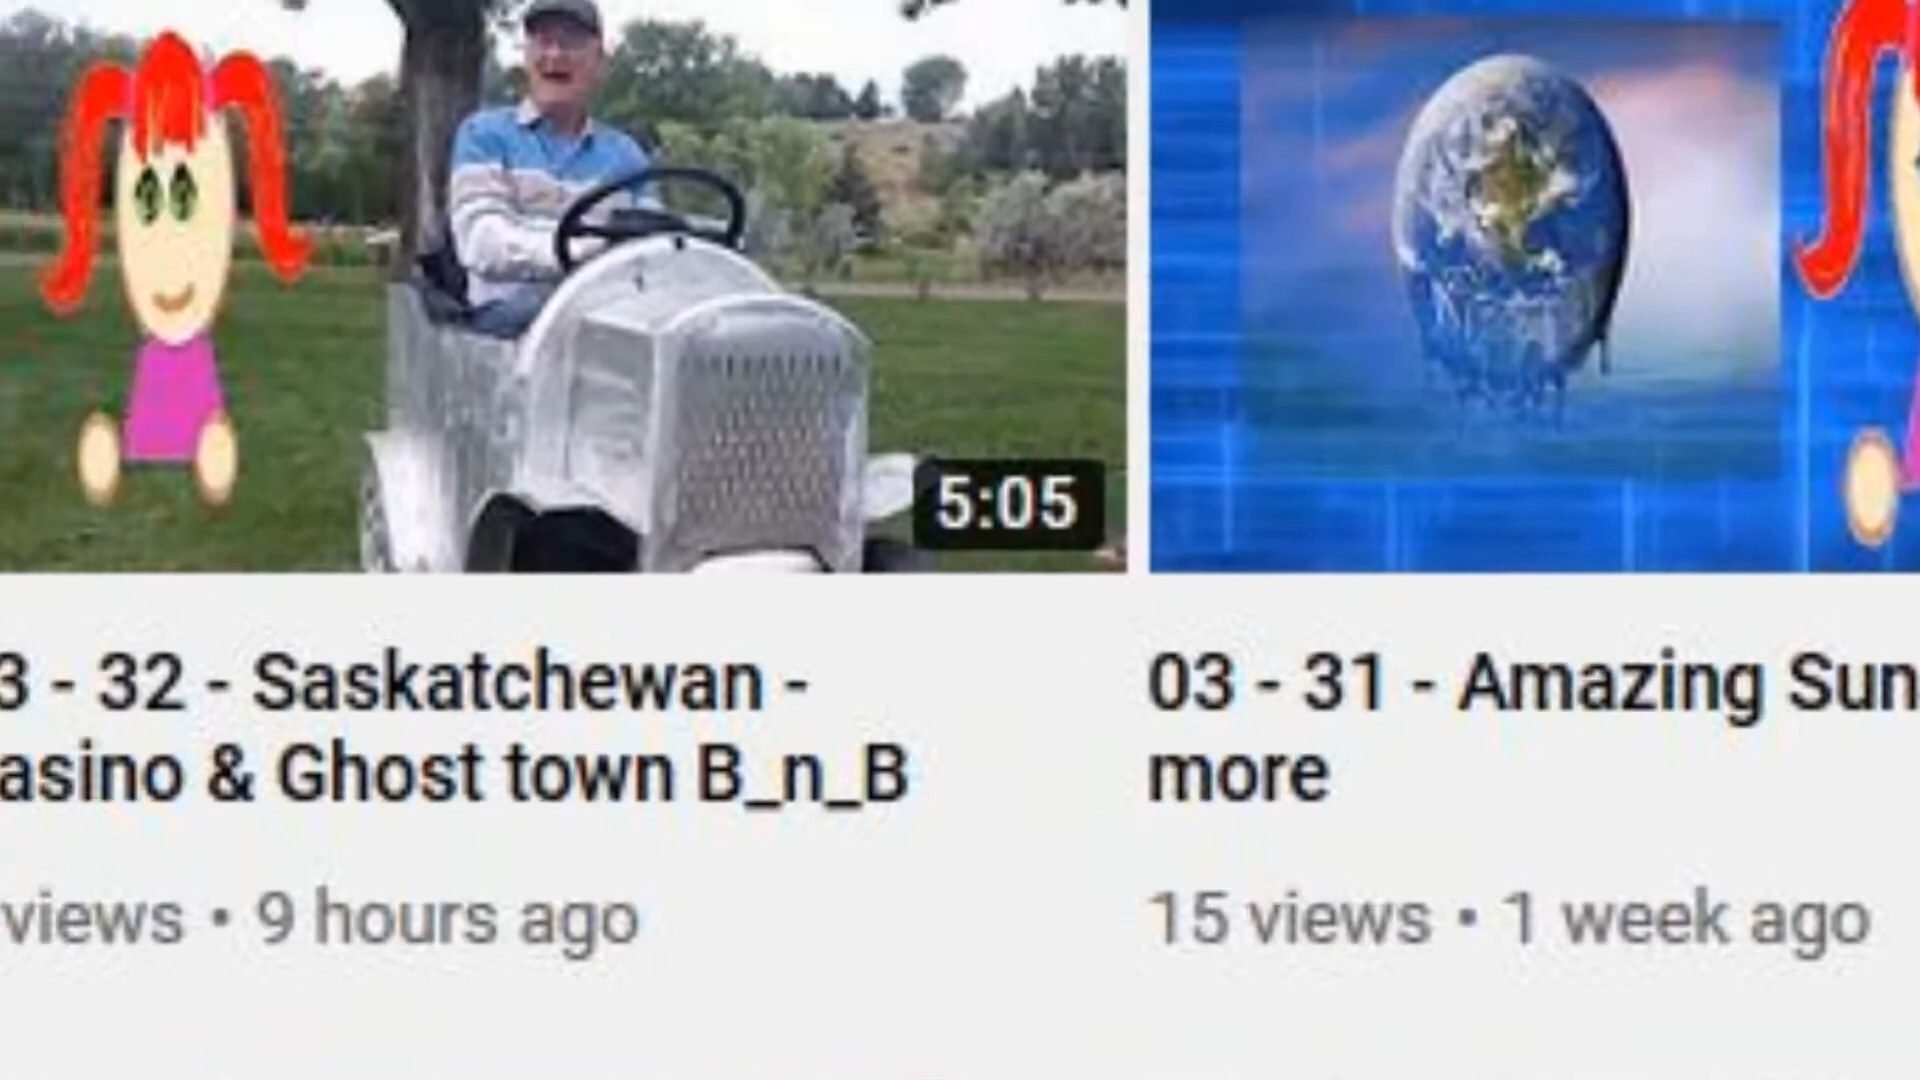 5:05
3 - 32 - Saskatchewan -
asino & Ghost town B_n_B
views • 9 hours ago
03 - 31 - Amazing Sun
more
15 views • 1 week ago